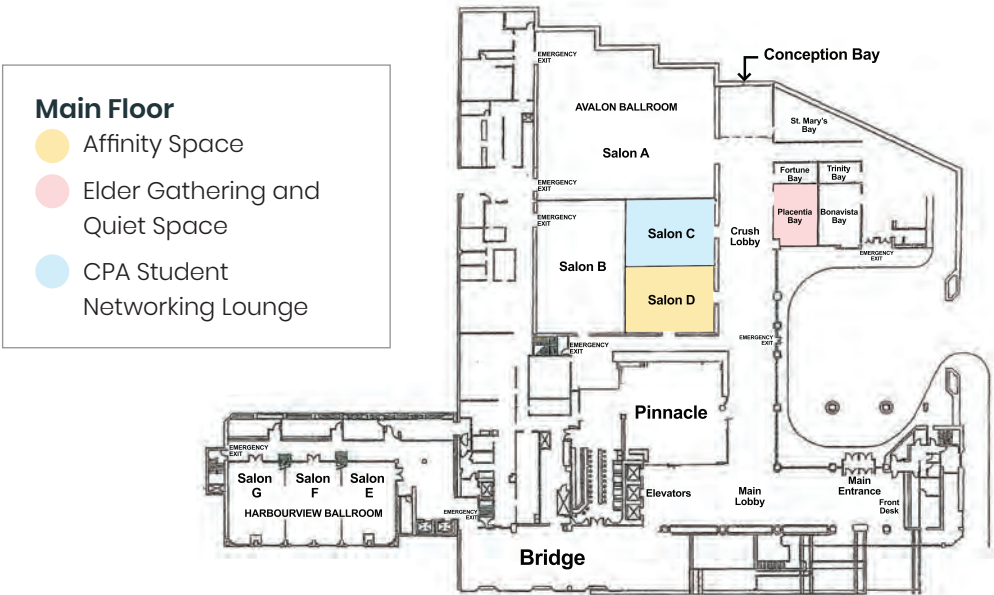 Main Floor
Affinity Space
Elder Gathering and
Quiet Space
CPA Student
Networking Lounge
Conception Bay
EMERGENCY
EXIT
AVALON BALLROOM
Salon A
St. Mary's
Bay
Fortune
Bay
Trinity
Bay
EMERGENCY
EXIT
EMERGENCY
EXIT
Placentia
Bay
Bonavista
Bay
Salon C
Crush
Lobby
EMERGENCY
EXIT
Salon B
Salon D
EMERGENCY
EXIT
EMERGENCY
EXIT
Pinnacle
EMERGENCY
EXIT
Salon
G
Salon
F
Salon
E
HARBOURVIEW BALLROOM
EMERGENCY
EXIT
Elevators
Main
Lobby
Main
Entrance
Front
Desk
Bridge